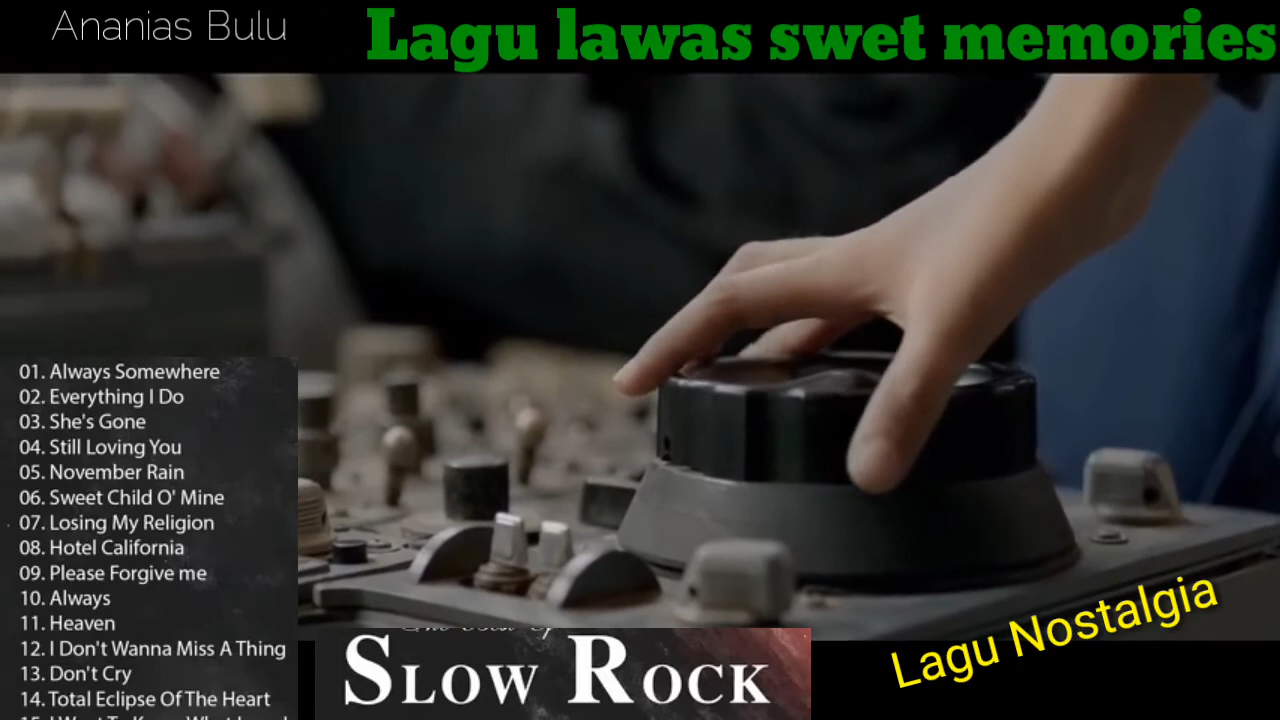 Ananias Bulu
Lagu lawas swet memories
01. Always Somewhere
02. Everything I Do
03. She's Gone
04. Still Loving You
05. November Rain
06. Sweet Child O' Mine
07. Losing My Religion
08. Hotel California
09. Please Forgive me
10. Always
11. Heaven
12. I Don't Wanna Miss A Thing
13. Don't Cry
14. Total Eclipse Of The Heart
SLOW ROCK
Lagu Nostalgia